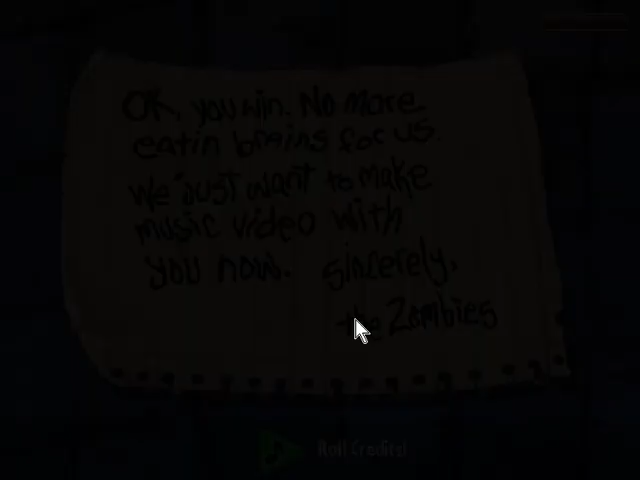 OK, you win. No more
eatin brains for us.
We just want to make
music video with
you now. sincerely,
the Zombies
Roll Credits!